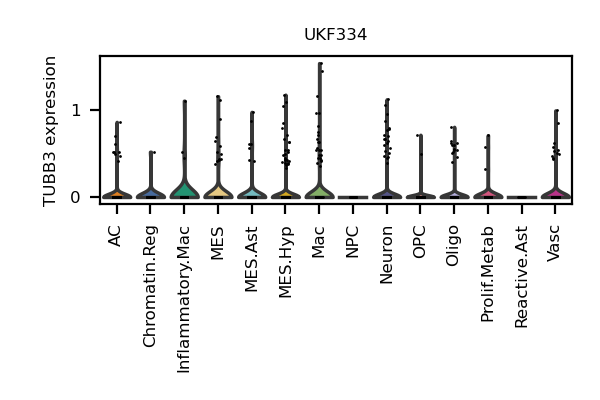 UKF334
TUBB3 expression
1
0
AC
Chromatin.Reg
Inflammatory.Mac
MES
MES.Ast
MES.Hyp
Mac
NPC
Neuron
OPC
Oligo
Prolif.Metab
Reactive.Ast
Vasc